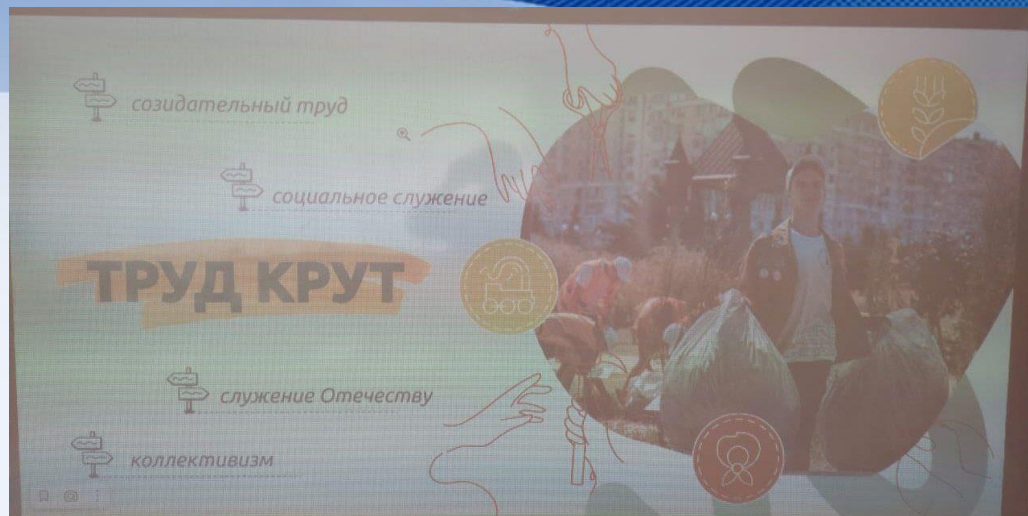 созидательный труд
социальное служение
ТРУД КРУТ
служение Отечеству
коллективизм